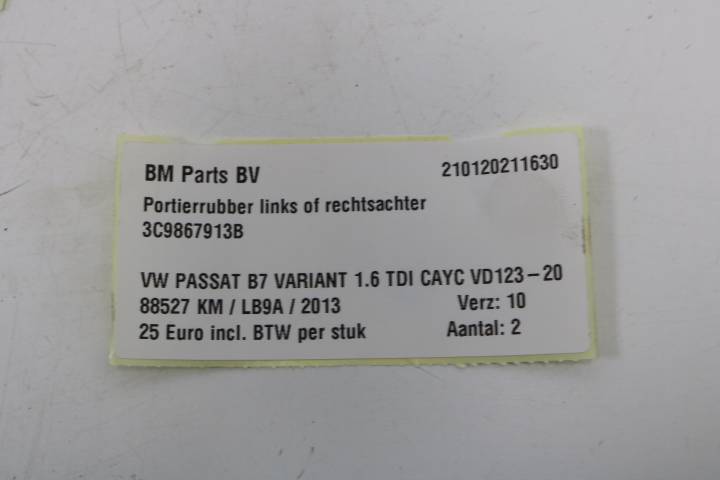 BM Parts BV 210120211630
Portierrubber links of rechtsachter
3C9867913B
VW PASSAT B7 VARIANT 1.6 TDI CAYC VD123-20
88527 KM / LB9A / 2013 Verz: 10
25 Euro incl. BTW per stuk Aantal: 2